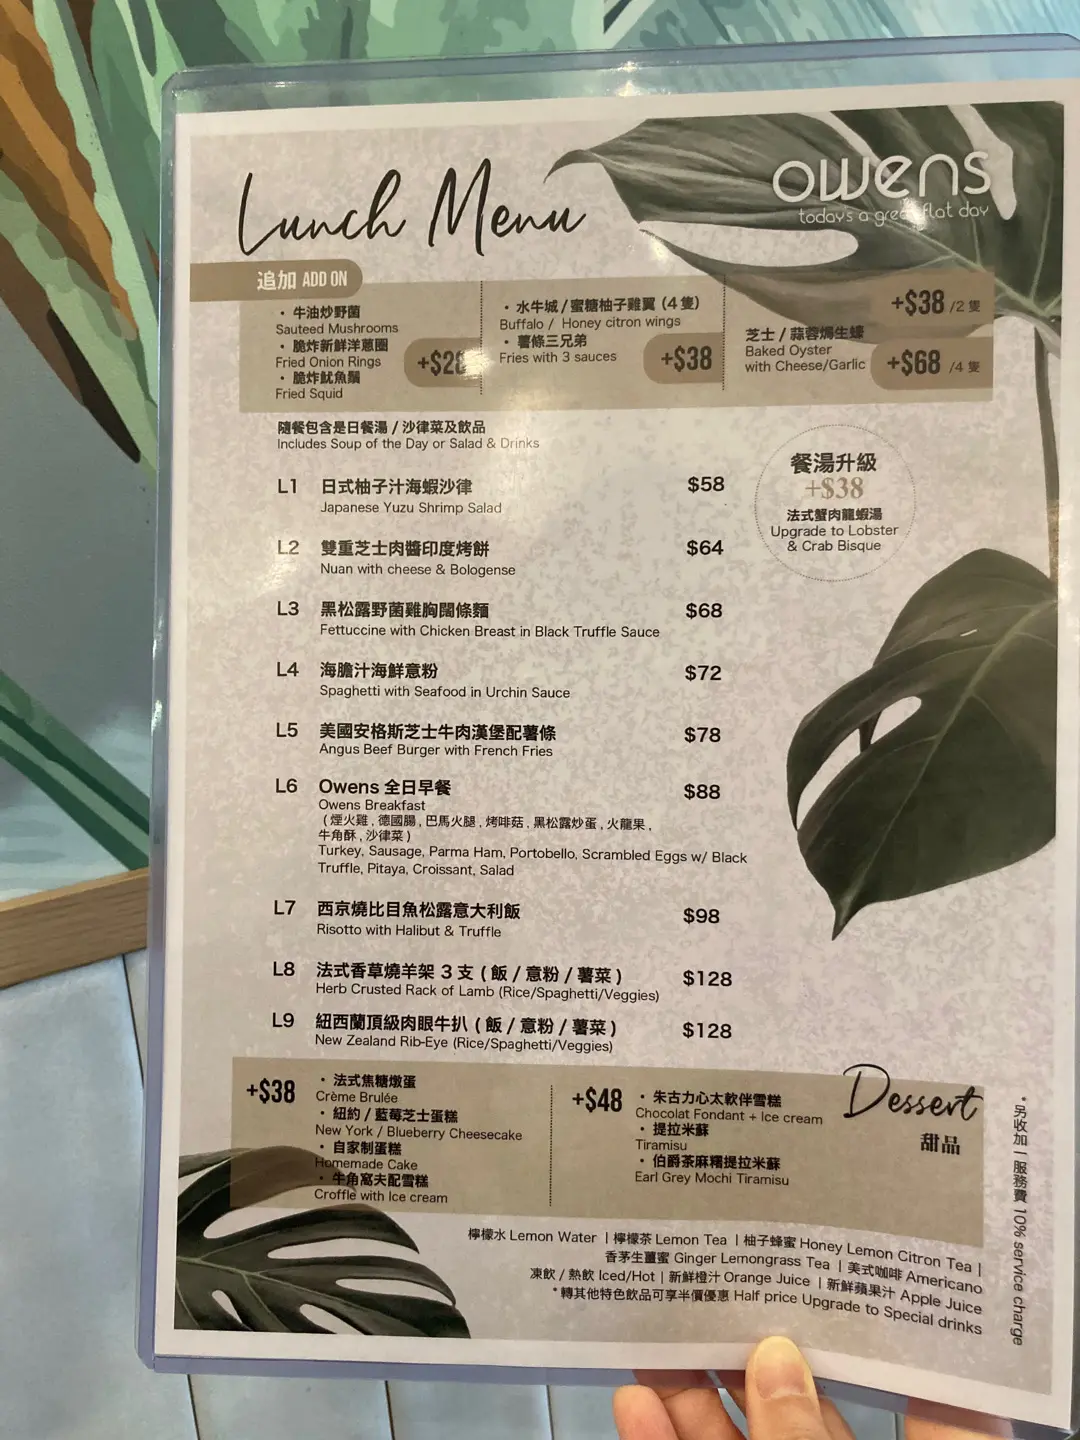 Lunch Menu
owens
today's a great flat day
追加 ADD ON
・牛油炒野菌
Sauteed Mushrooms
・脆炸新鮮洋蔥圈
Fried Onion Rings
・脆炸魷魚鬚
Fried Squid
+$28
・水牛城 / 蜜糖柚子雞翼 (4 隻)
Buffalo / Honey citron wings
・薯條三兄弟
Fries with 3 sauces
+$38
芝士 / 蒜蓉焗生蠔
Baked Oyster
with Cheese/Garlic
+$38 /2 隻
+$68 /4 隻
隨餐包含是日餐湯 / 沙律菜及飲品
Includes Soup of the Day or Salad & Drinks
餐湯升級
+$38
法式蟹肉龍蝦湯
Upgrade to Lobster
& Crab Bisque
L1 日式柚子汁海蝦沙律 $58
Japanese Yuzu Shrimp Salad
L2 雙重芝士肉醬印度烤餅 $64
Nuan with cheese & Bologense
L3 黑松露野菌雞胸闊條麵 $68
Fettuccine with Chicken Breast in Black Truffle Sauce
L4 海膽汁海鮮意粉 $72
Spaghetti with Seafood in Urchin Sauce
L5 美國安格斯芝士牛肉漢堡配薯條 $78
Angus Beef Burger with French Fries
L6 Owens 全日早餐 $88
Owens Breakfast
(煙火雞, 德國腸, 巴馬火腿, 烤啡菇, 黑松露炒蛋, 火龍果,
牛角酥, 沙律菜)
Turkey, Sausage, Parma Ham, Portobello, Scrambled Eggs w/ Black
Truffle, Pitaya, Croissant, Salad
L7 西京燒比目魚松露意大利飯 $98
Risotto with Halibut & Truffle
L8 法式香草燒羊架 3 支 (飯 / 意粉 / 薯菜) $128
Herb Crusted Rack of Lamb (Rice/Spaghetti/Veggies)
L9 紐西蘭頂級肉眼牛扒 (飯 / 意粉 / 薯菜) $128
New Zealand Rib-Eye (Rice/Spaghetti/Veggies)
+$38
・法式焦糖燉蛋
Crème Brulée
・紐約 / 藍莓芝士蛋糕
New York / Blueberry Cheesecake
・自家制蛋糕
Homemade Cake
・牛角窩夫配雪糕
Croffle with Ice cream
+$48
・朱古力心太軟伴雪糕
Chocolat Fondant + Ice cream
・提拉米蘇
Tiramisu
・伯爵茶麻糬提拉米蘇
Earl Grey Mochi Tiramisu
Dessert
甜品
檸檬水 Lemon Water | 檸檬茶 Lemon Tea | 柚子蜂蜜 Honey Lemon Citron Tea |
香茅生薑蜜 Ginger Lemongrass Tea | 美式咖啡 Americano
凍飲 / 熱飲 Iced/Hot | 新鮮橙汁 Orange Juice | 新鮮蘋果汁 Apple Juice
*轉其他特色飲品可享半價優惠 Half price Upgrade to Special drinks
*另收加一服務費 10% service charge